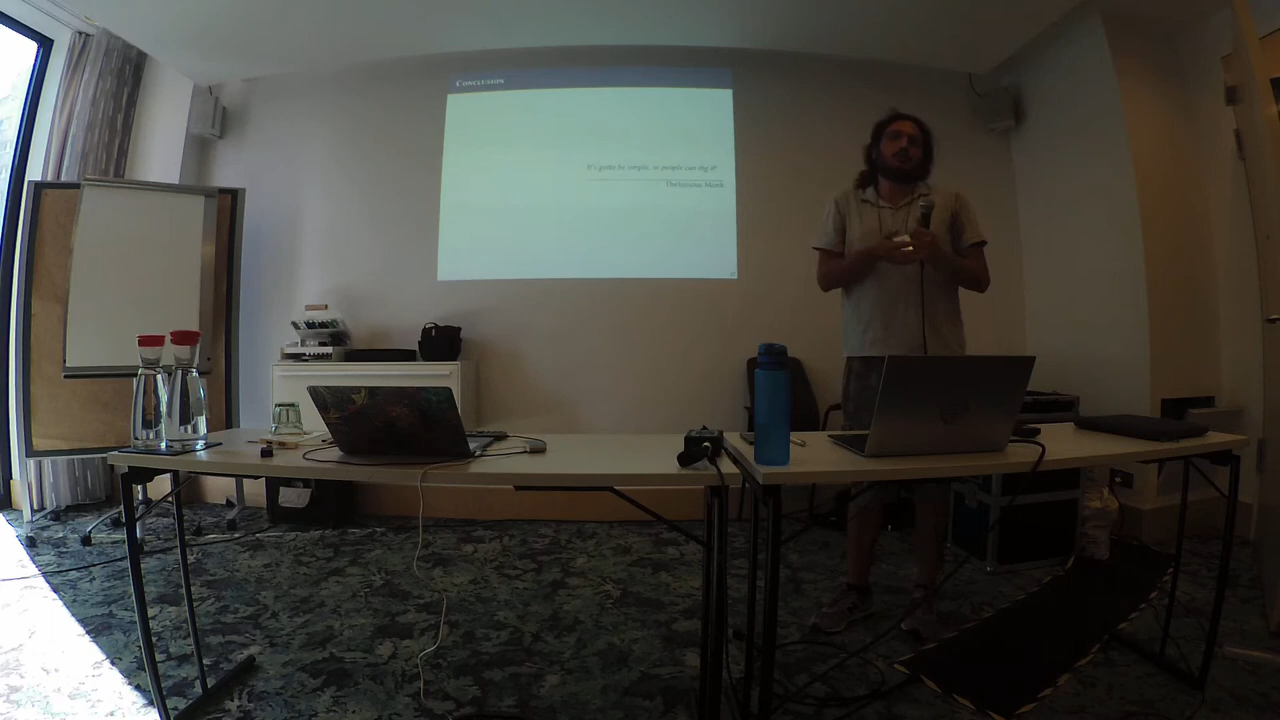 Conclusion
It's gotta be simple, so people can dig it!
Thelonious Monk